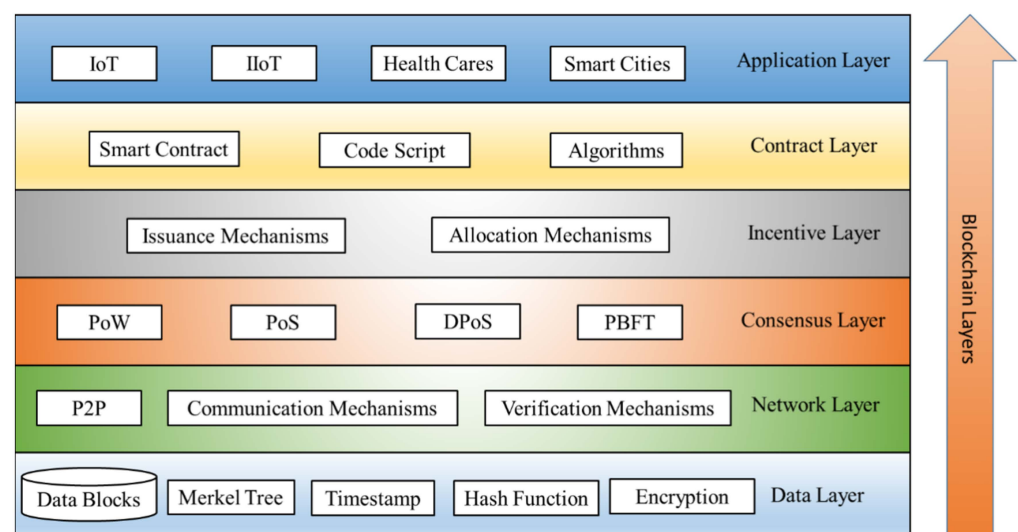 IoT
IIoT
Health Cares
Smart Cities
Application Layer
Smart Contract
Code Script
Algorithms
Contract Layer
Issuance Mechanisms
Allocation Mechanisms
Incentive Layer
PoW
PoS
DPoS
PBFT
Consensus Layer
P2P
Communication Mechanisms
Verification Mechanisms
Network Layer
Data Blocks
Merkel Tree
Timestamp
Hash Function
Encryption
Data Layer
Blockchain Layers